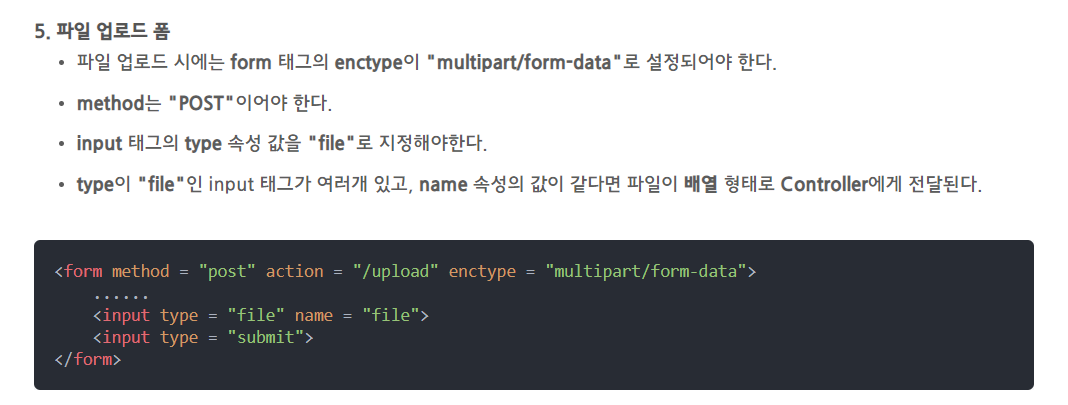 5. 파일 업로드 폼
• 파일 업로드 시에는 form 태그의 enctype이 "multipart/form-data"로 설정되어야 한다.
• method는 "POST"이어야 한다.
• input 태그의 type 속성 값을 "file"로 지정해야한다.
• type이 "file"인 input 태그가 여러개 있고, name 속성의 값이 같다면 파일이 배열 형태로 Controller에게 전달된다.
<form method = "post" action = "/upload" enctype = "multipart/form-data">
    ......
    <input type = "file" name = "file">
    <input type = "submit">
</form>